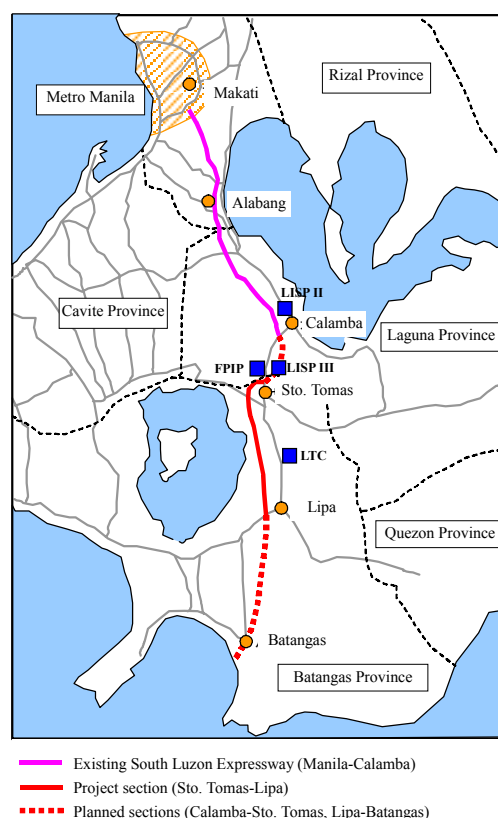 Rizal Province
Metro Manila
Makati
Alabang
LISP II
Cavite Province
Calamba
Laguna Province
FPIP
LISP III
Sto. Tomas
LTC
Lipa
Quezon Province
Batangas
Batangas Province
Existing South Luzon Expressway (Manila-Calamba)
Project section (Sto. Tomas-Lipa)
Planned sections (Calamba-Sto. Tomas, Lipa-Batangas)